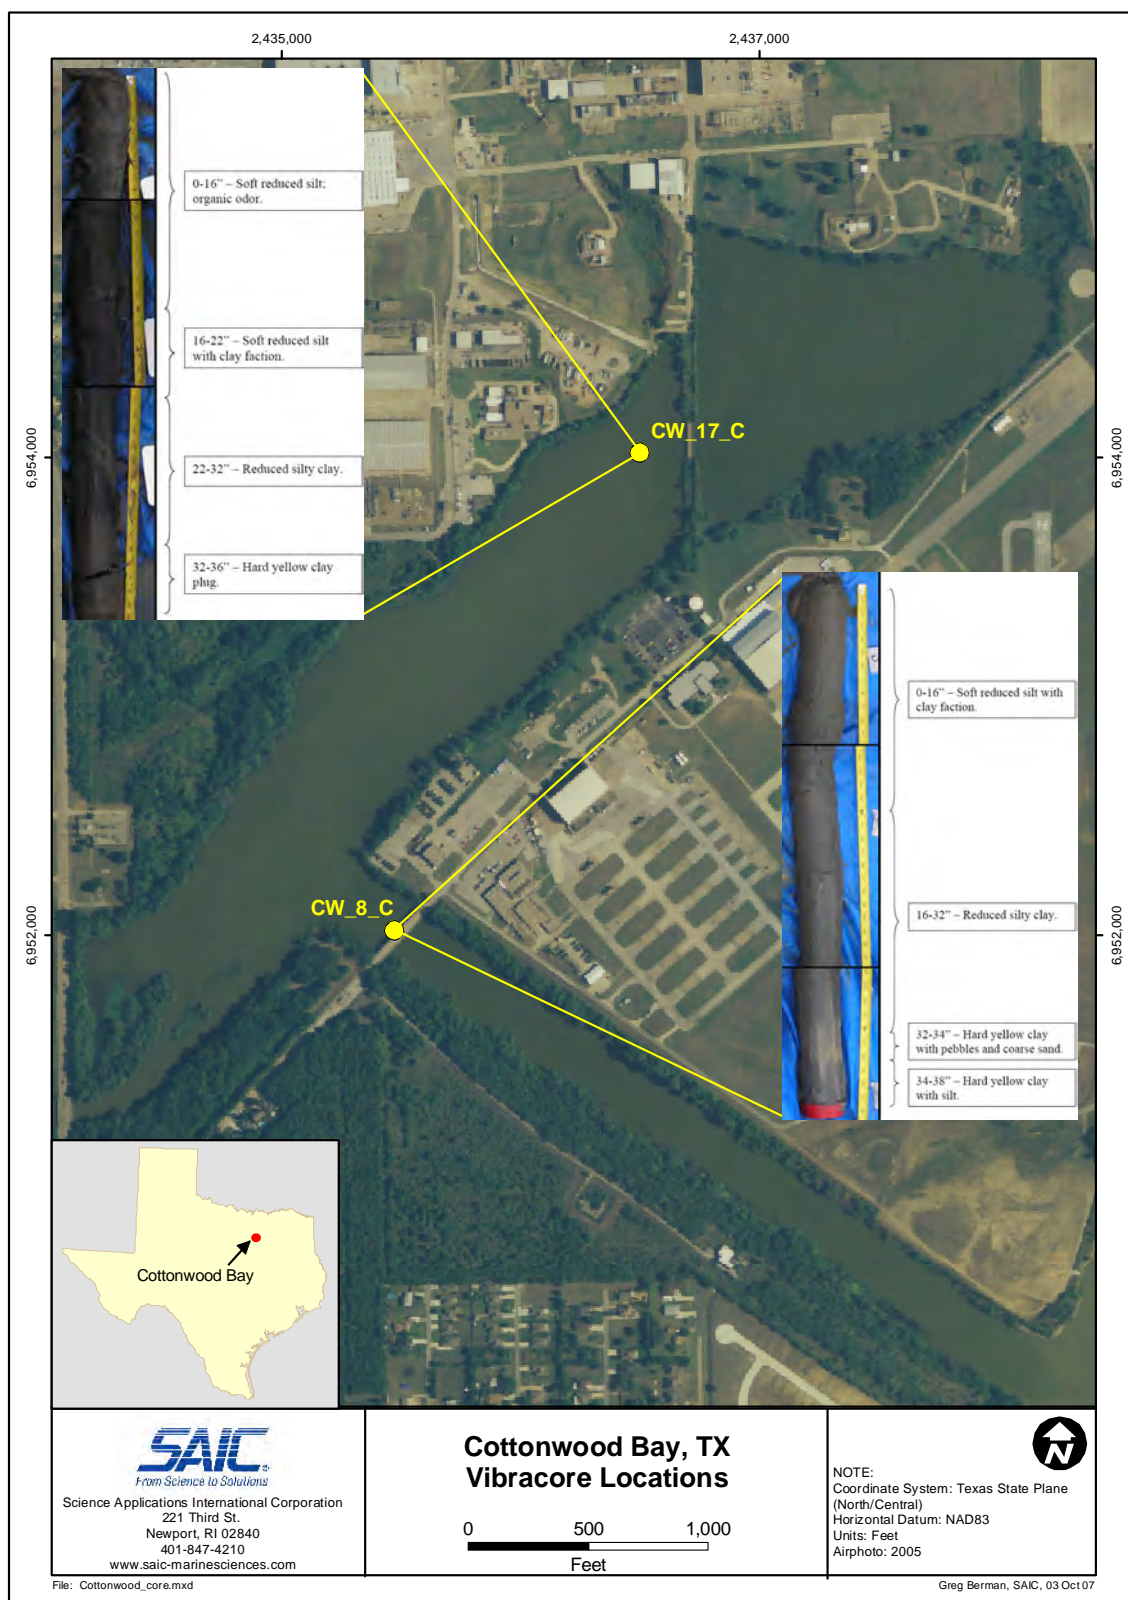 2,435,000
2,437,000
0-16” – Soft reduced silt;
organic odor.
16-22” – Soft reduced silt
with clay faction.
22-32” – Reduced silty clay.
32-36” – Hard yellow clay
plug.
CW_17_C
6,954,000
6,954,000
0-16” – Soft reduced silt with
clay faction.
16-32” – Reduced silty clay.
32-34” – Hard yellow clay
with pebbles and coarse sand.
34-38” – Hard yellow clay
with silt.
CW_8_C
6,952,000
6,952,000
H
Cottonwood Bay
SAIC
From Science to Solutions
Science Applications International Corporation
221 Third St.
Newport, RI 02840
401-847-4210
www.saic-marinesciences.com
Cottonwood Bay, TX
Vibracore Locations
0 500 1,000
Feet
N
NOTE:
Coordinate System: Texas State Plane
(North/Central)
Horizontal Datum: NAD83
Units: Feet
Airphoto: 2005
File: Cottonwood_core.mxd
Greg Berman, SAIC, 03 Oct 07